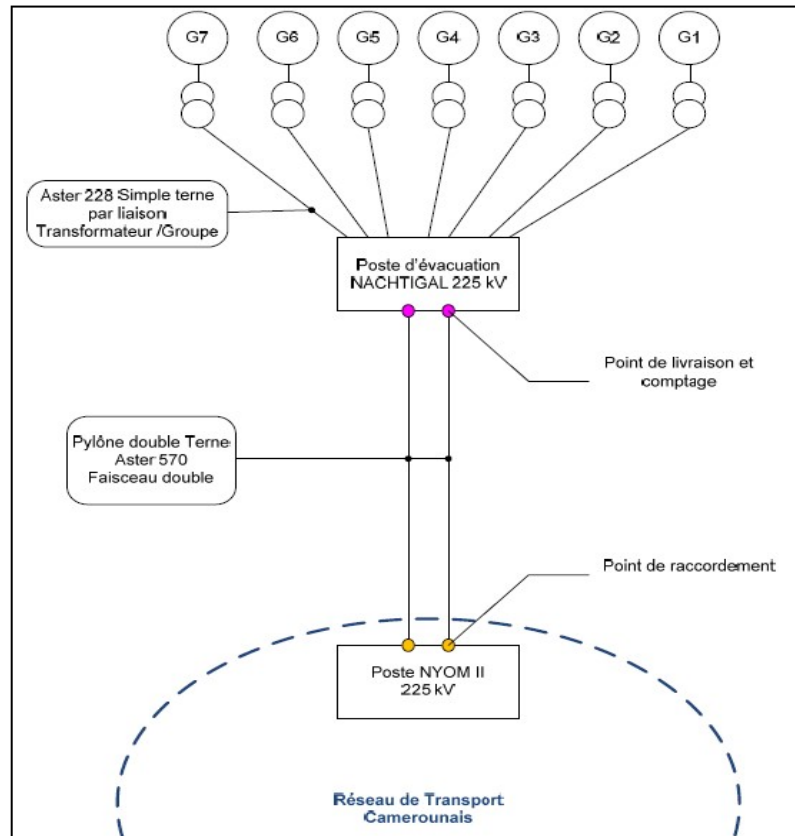 G7 G6 G5 G4 G3 G2 G1
Aster 228 Simple terne
par liaison
Transformateur /Groupe
Poste d'évacuation
NACHTIGAL 225 kV
Point de livraison et
comptage
Pylône double Terne
Aster 570
Faisceau double
Point de raccordement
Poste NYOM II
225 kV
Réseau de Transport
Camerounais